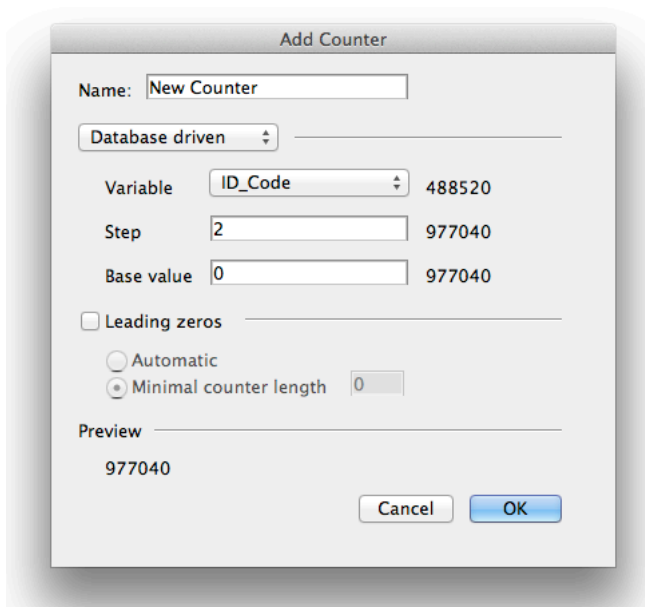 Add Counter
Name: New Counter
Database driven
Variable ID_Code 488520
Step 2 977040
Base value 0 977040
Leading zeros
Automatic
Minimal counter length 0
Preview
977040
Cancel OK